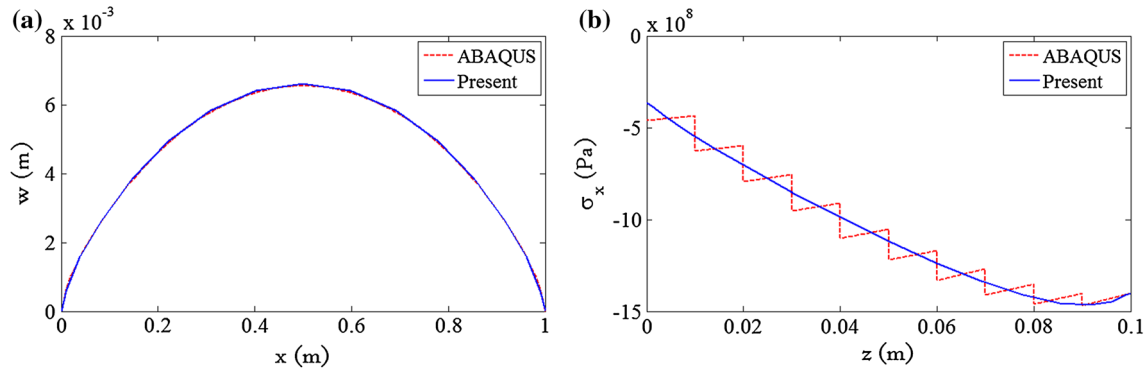 (a)
x 10⁻³
8
6
4
2
0
w (m)
ABAQUS
Present
0
0.2
0.4
0.6
0.8
1
x (m)
(b)
x 10⁸
0
-5
-10
-15
σₓ (Pa)
ABAQUS
Present
0
0.02
0.04
0.06
0.08
0.1
z (m)